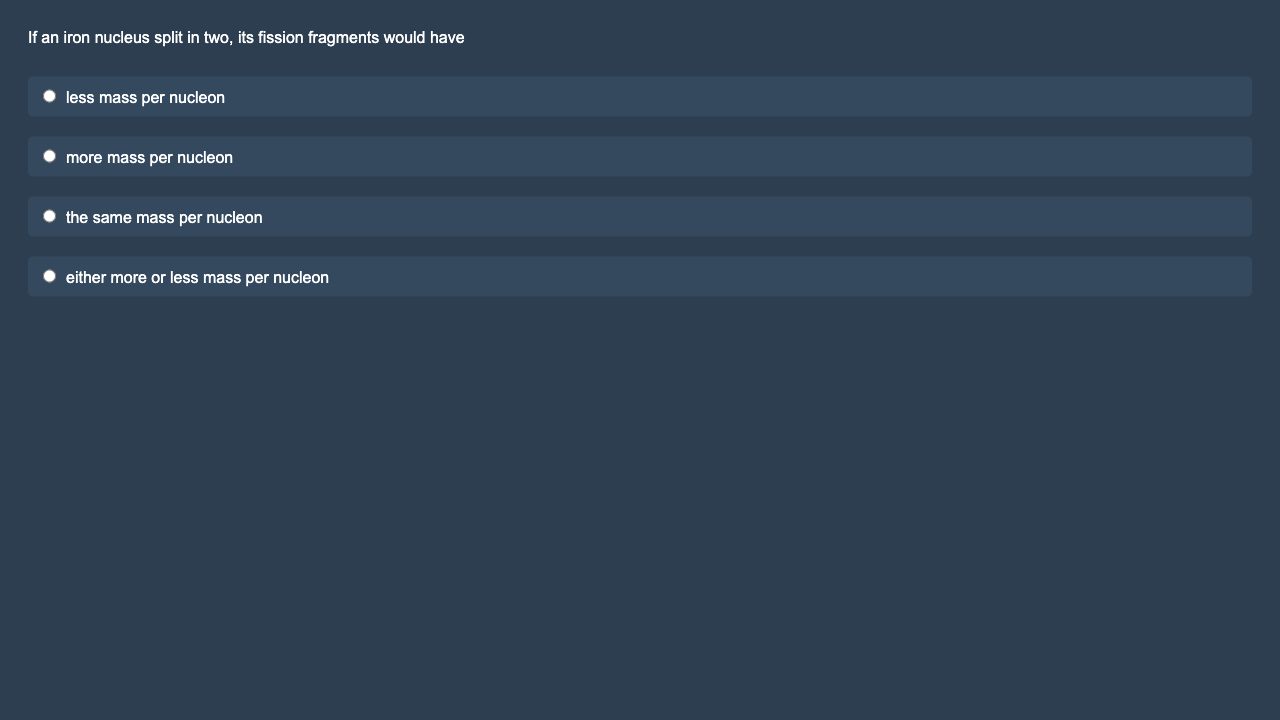 If an iron nucleus split in two, its fission fragments would have
less mass per nucleon
more mass per nucleon
the same mass per nucleon
either more or less mass per nucleon